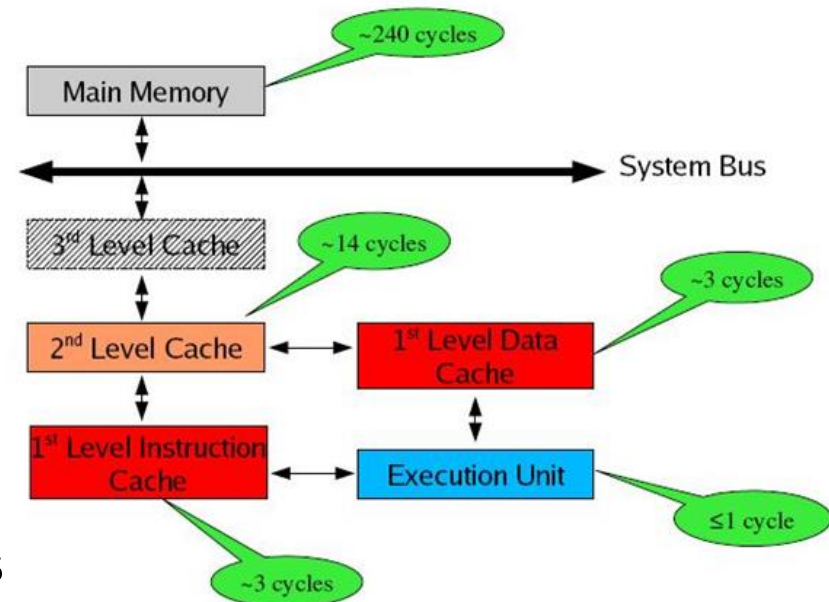 ~240 cycles
Main Memory
System Bus
3rd Level Cache
~14 cycles
~3 cycles
2nd Level Cache
1st Level Data
Cache
1st Level Instruction
Cache
Execution Unit
≤1 cycle
~3 cycles